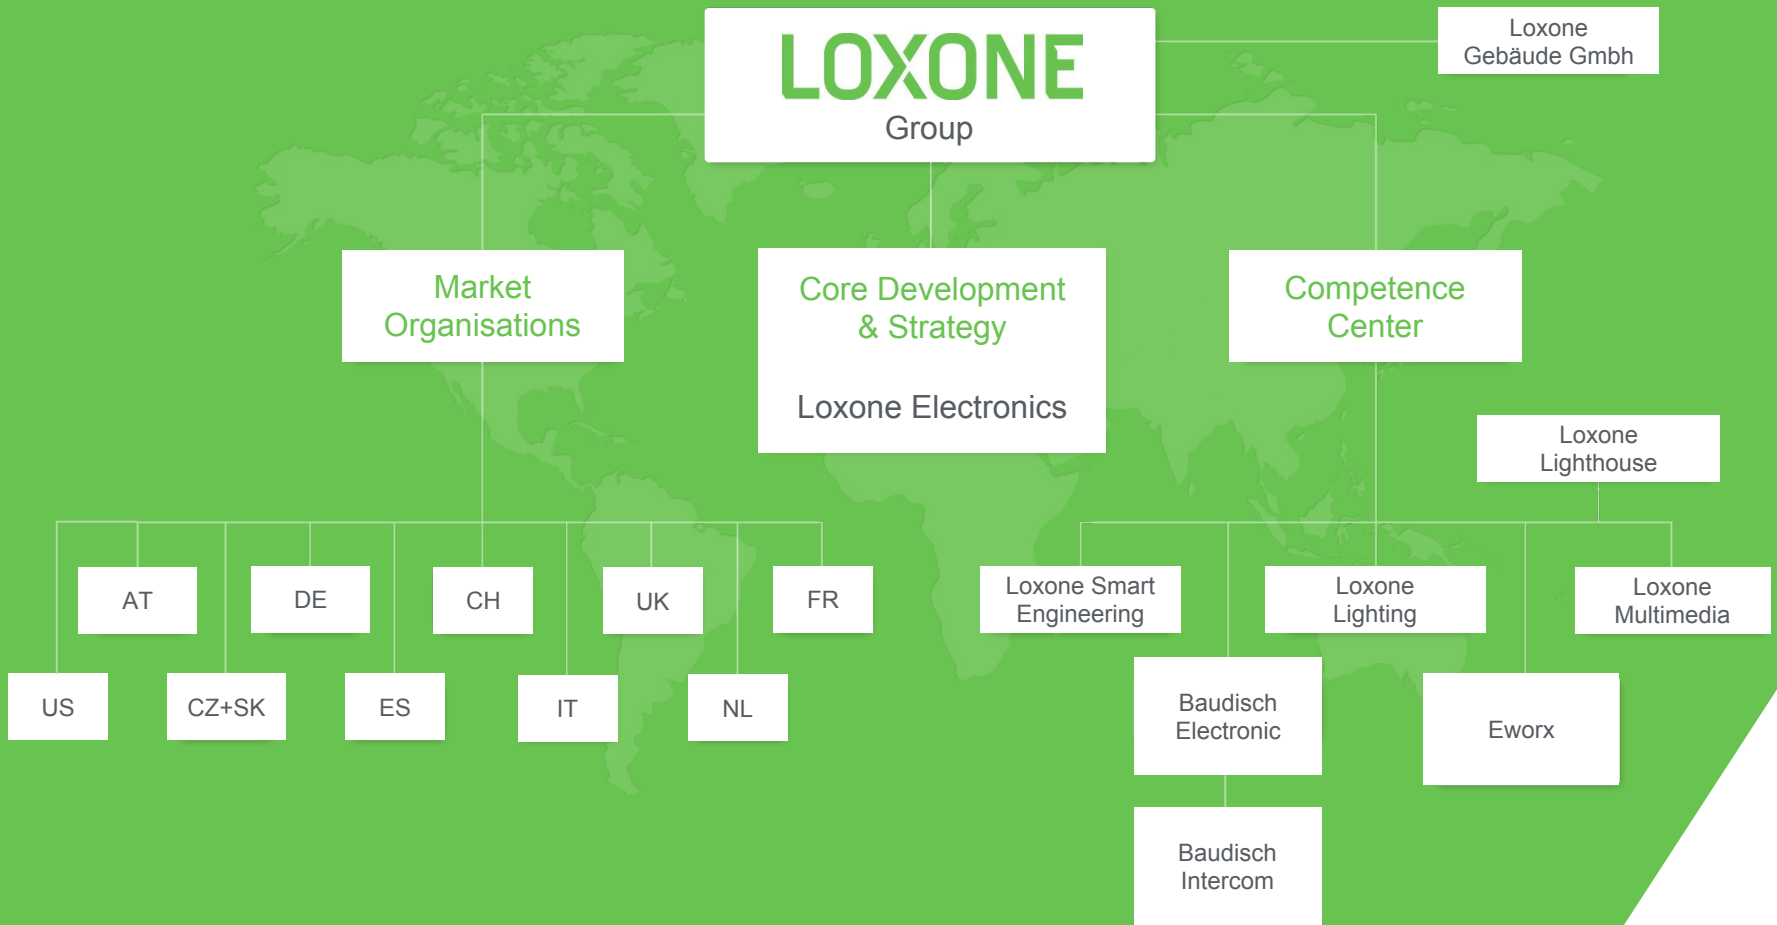 LOXONE
Group
Loxone
Gebäude Gmbh
Market
Organisations
Core Development
& Strategy
Loxone Electronics
Competence
Center
Loxone
Lighthouse
AT
DE
CH
UK
FR
US
CZ+SK
ES
IT
NL
Loxone Smart
Engineering
Loxone
Lighting
Loxone
Multimedia
Baudisch
Electronic
Eworx
Baudisch
Intercom